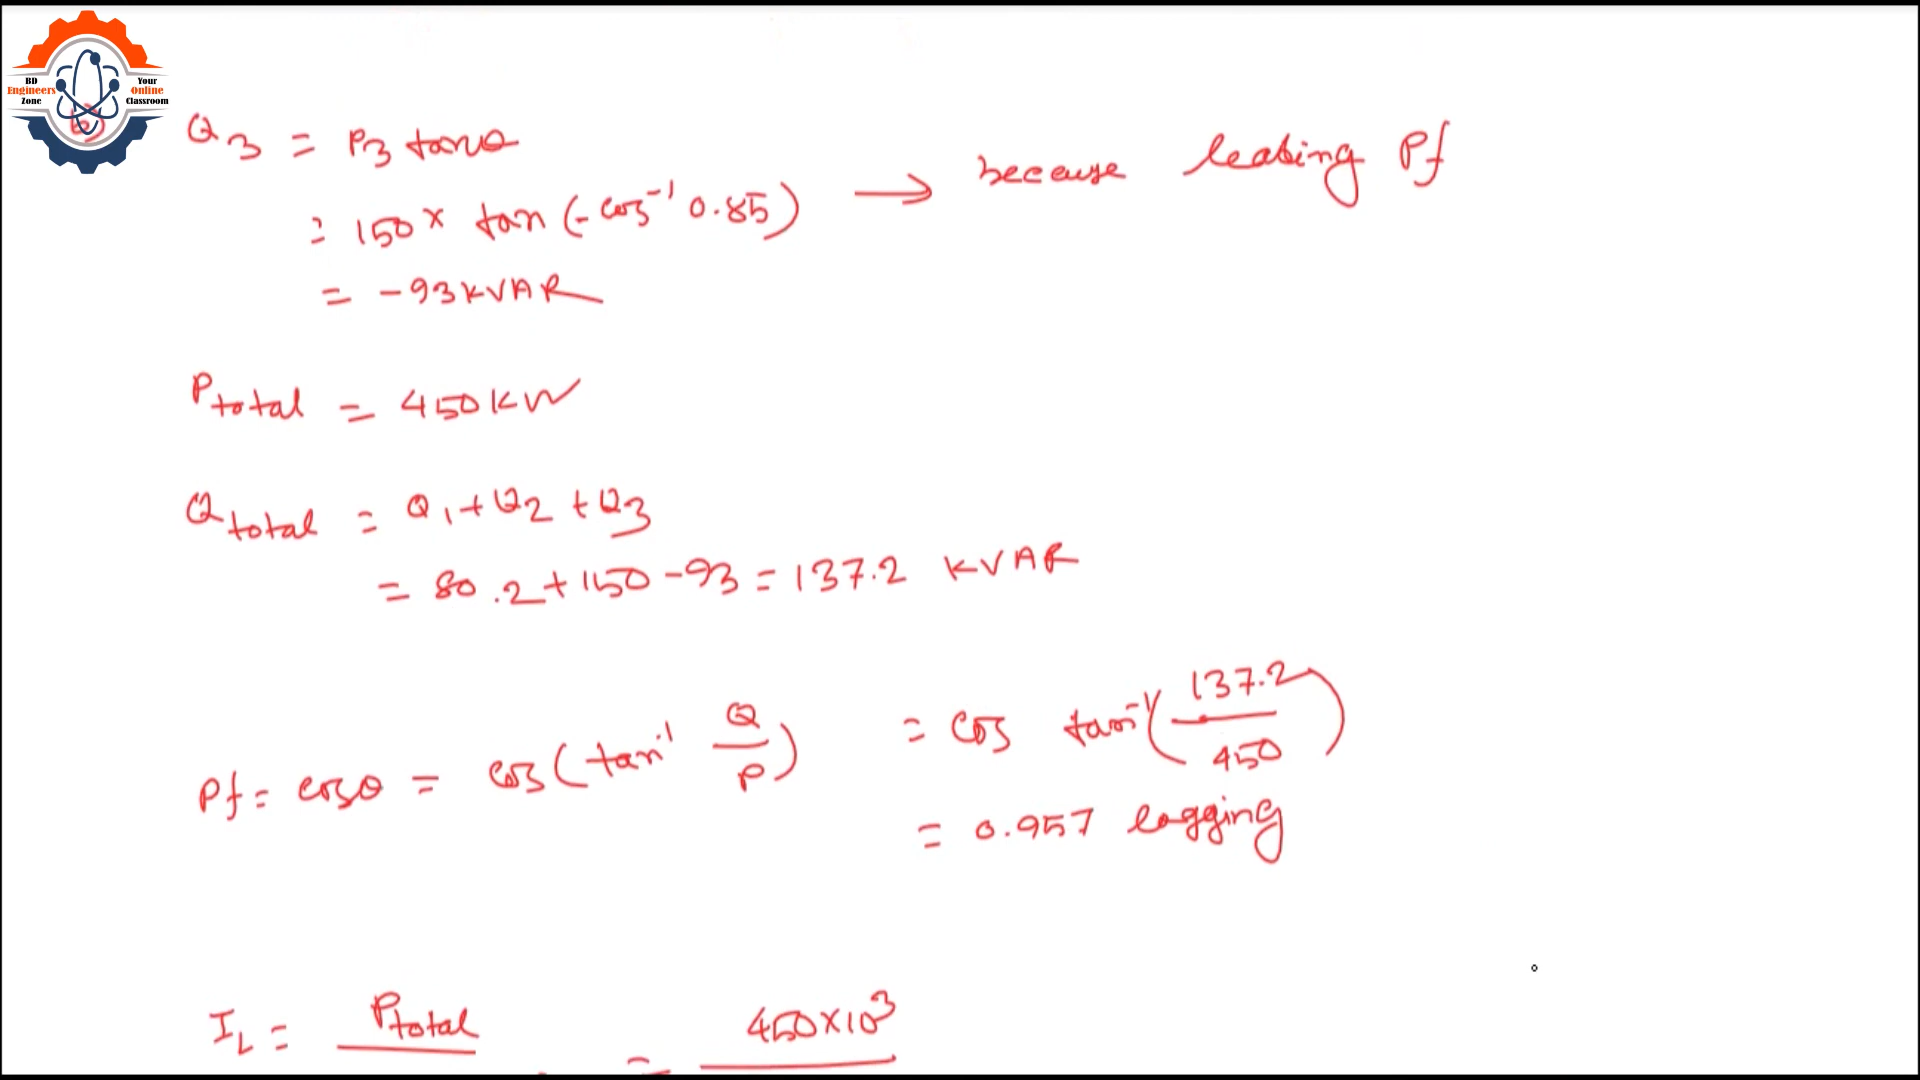 BD
Engineers
Zone
Your
Online
Classroom
b)
Q3 = P3 tanθ
= 150 × tan (-cos⁻¹ 0.85) → because leading Pf
= -93 KVAR
Ptotal = 450 KW
Qtotal = Q1 + Q2 + Q3
= 80.2 + 150 - 93 = 137.2 KVAR
Pf = cosθ = cos (tan⁻¹ Q/P) = cos tan⁻¹ (137.2/450)
= 0.957 lagging
IL = Ptotal = 450×10³